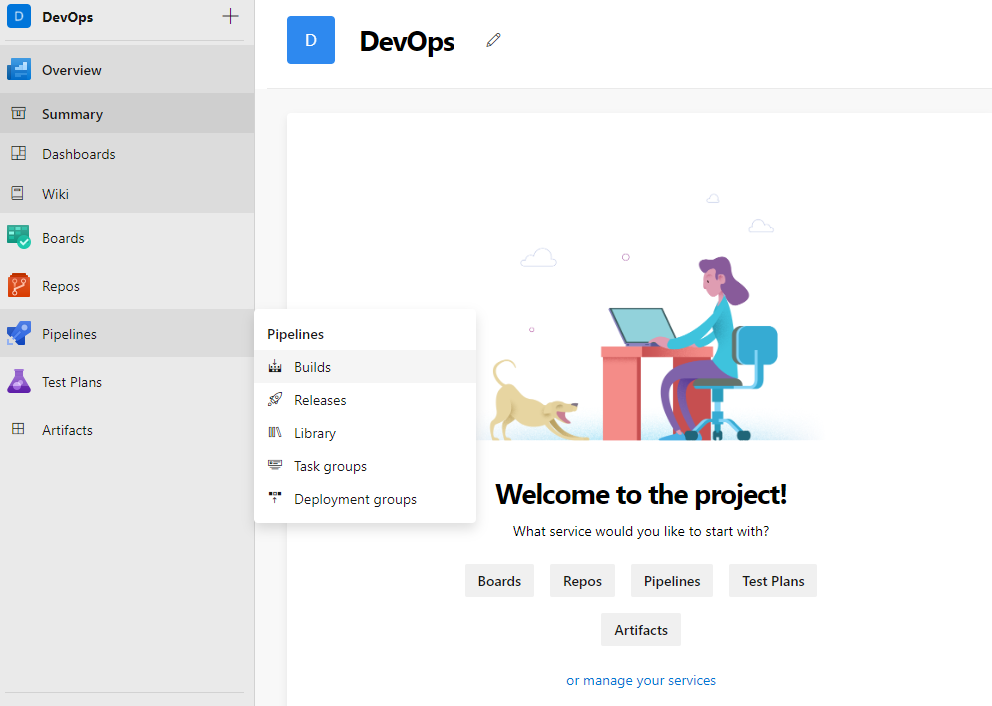 D DevOps
Overview
Summary
Dashboards
Wiki
Boards
Repos
Pipelines
Test Plans
Artifacts
D DevOps
Pipelines
Builds
Releases
Library
Task groups
Deployment groups
Welcome to the project!
What service would you like to start with?
Boards Repos Pipelines Test Plans
Artifacts
or manage your services